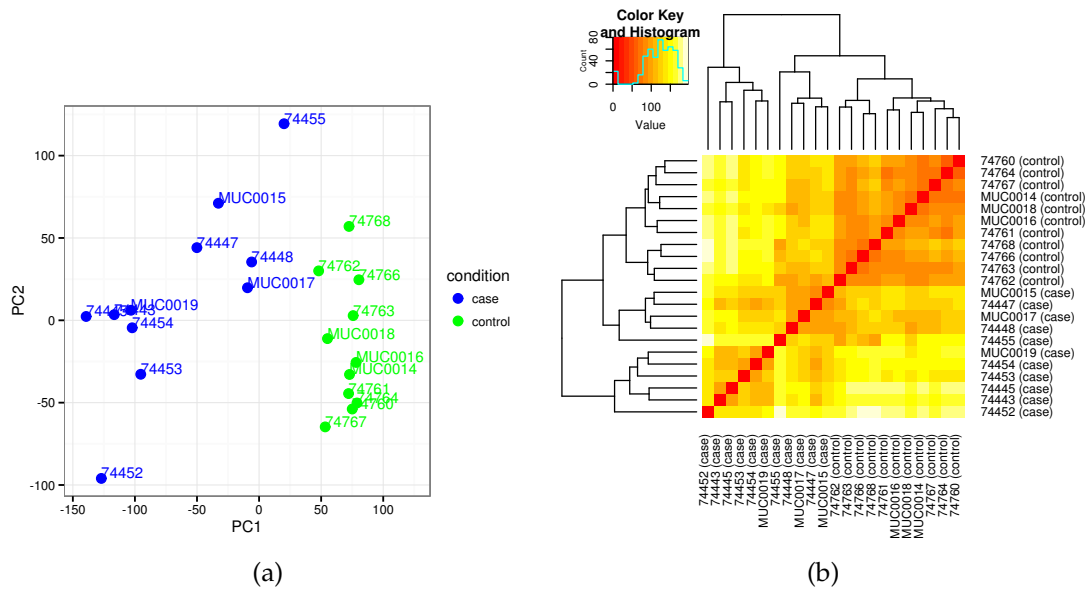 74455
MUC0015
74768
74447
74448
74762
74766
MUC0017
MUC0019
74443
74454
74763
MUC0018
74453
MUC0016
MUC0014
74761
74764
74760
74767
74452
100
50
0
-50
-100
PC2
-150
-100
-50
0
50
100
PC1
condition
case
control
(a)
Color Key
and Histogram
Count
0
40
80
0
100
Value
74760 (control)
74764 (control)
74767 (control)
MUC0014 (control)
MUC0018 (control)
MUC0016 (control)
74761 (control)
74768 (control)
74766 (control)
74763 (control)
74762 (control)
MUC0015 (case)
74447 (case)
MUC0017 (case)
74448 (case)
74455 (case)
MUC0019 (case)
74454 (case)
74453 (case)
74445 (case)
74443 (case)
74452 (case)
74452 (case)
74443 (case)
74445 (case)
74453 (case)
74454 (case)
MUC0019 (case)
74455 (case)
74448 (case)
MUC0017 (case)
74447 (case)
MUC0015 (case)
74762 (control)
74763 (control)
74766 (control)
74768 (control)
74761 (control)
MUC0016 (control)
MUC0018 (control)
MUC0014 (control)
74767 (control)
74764 (control)
74760 (control)
(b)